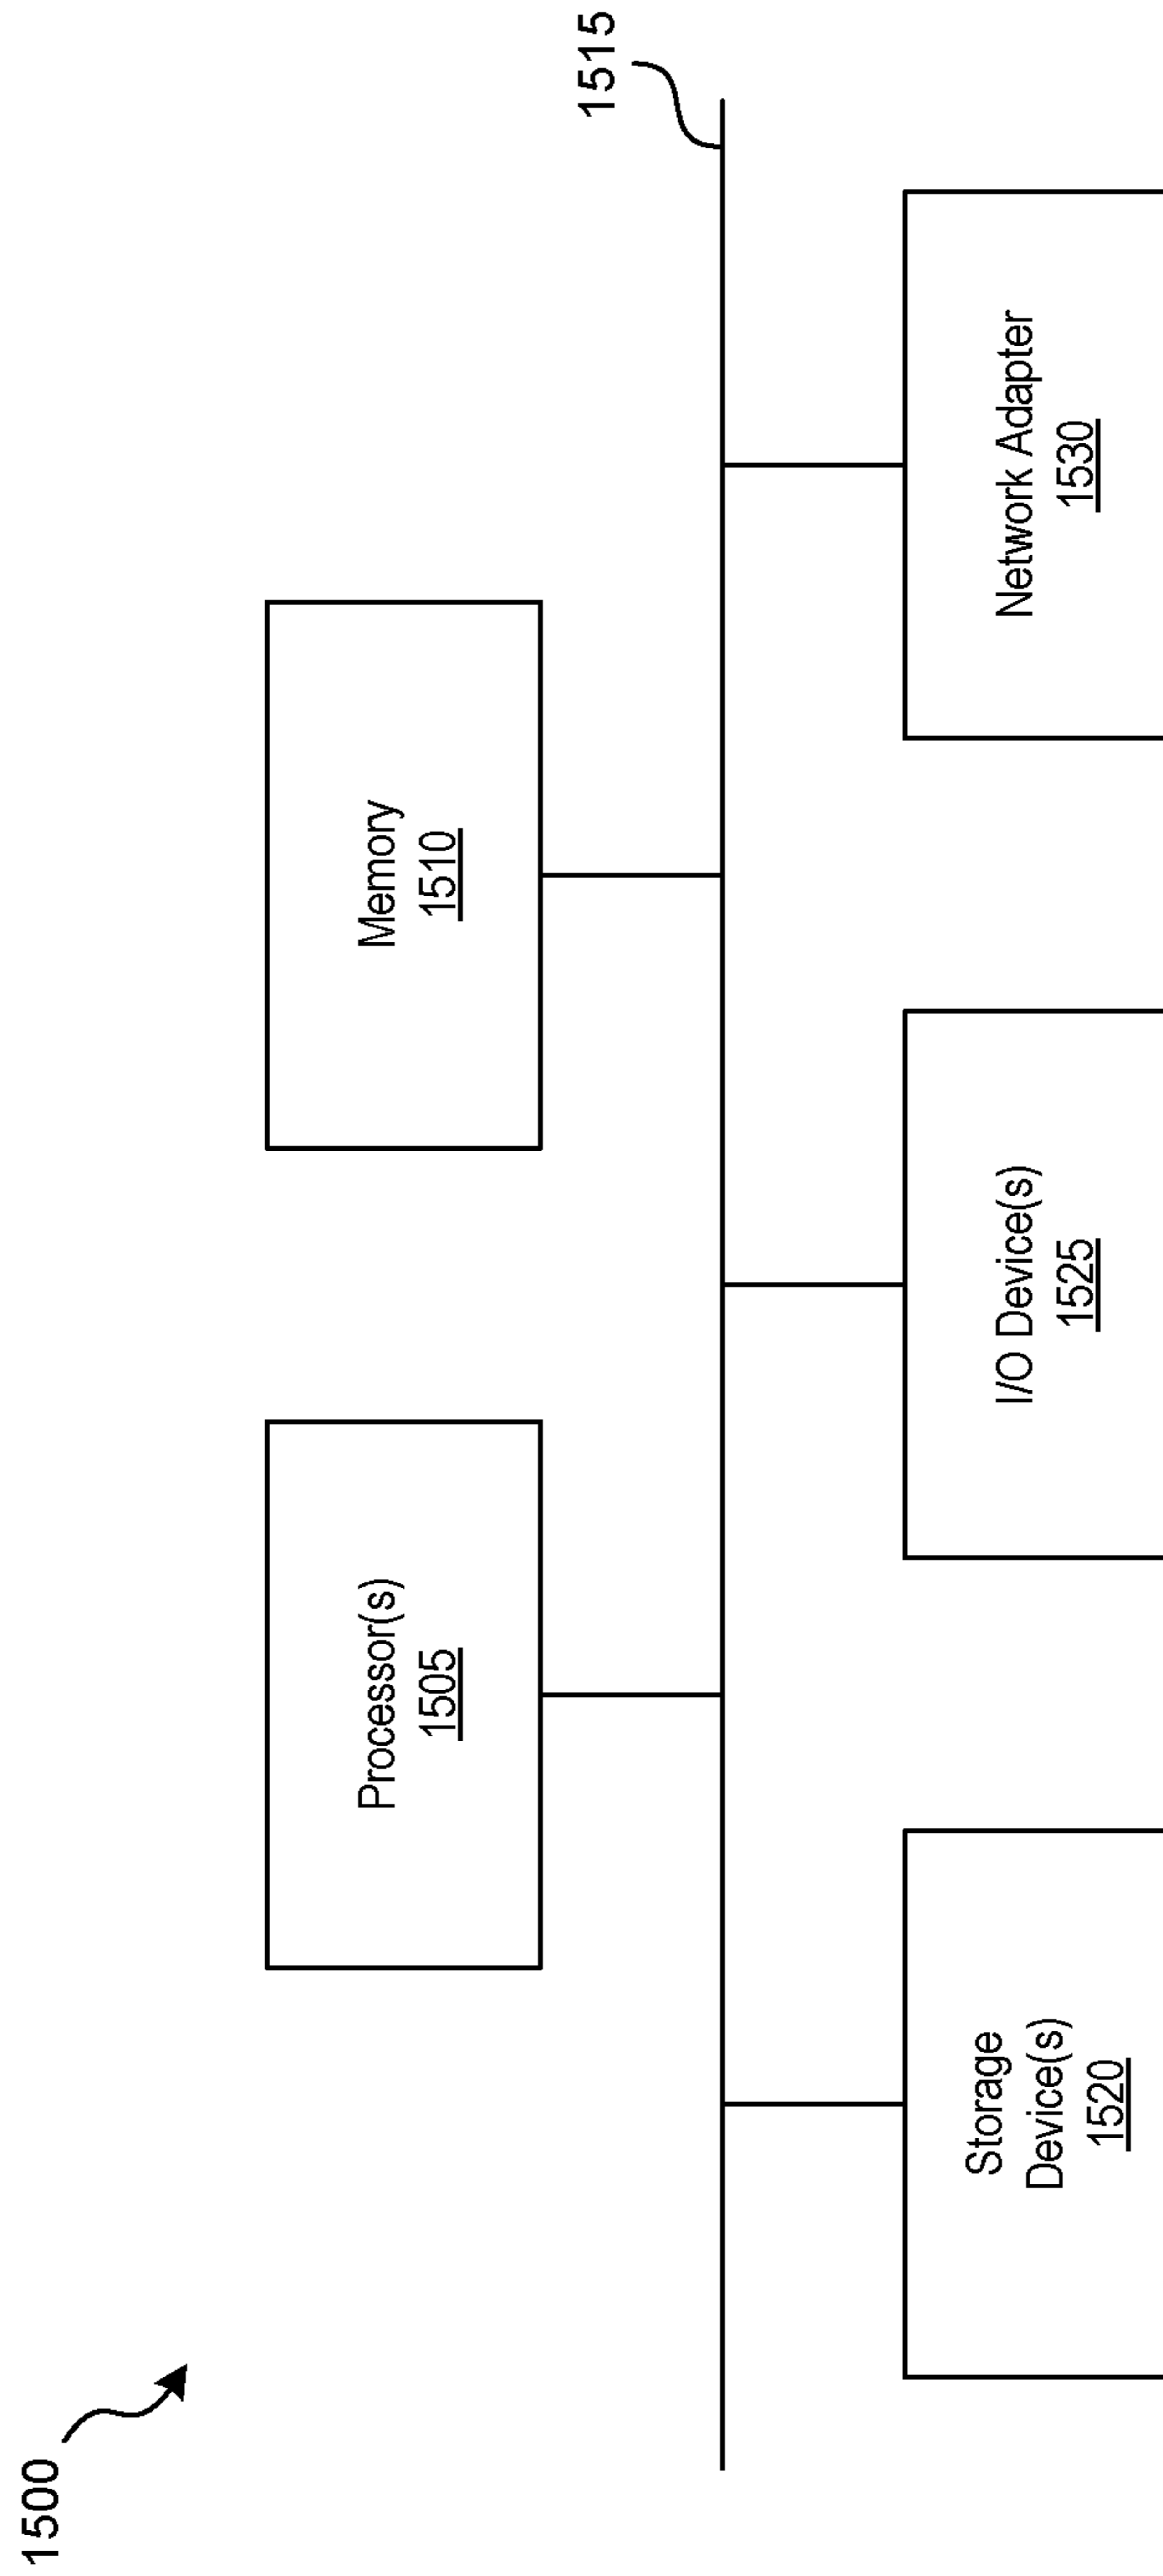 1500
Processor(s)
1505
Memory
1510
1515
Storage
Device(s)
1520
I/O Device(s)
1525
Network Adapter
1530